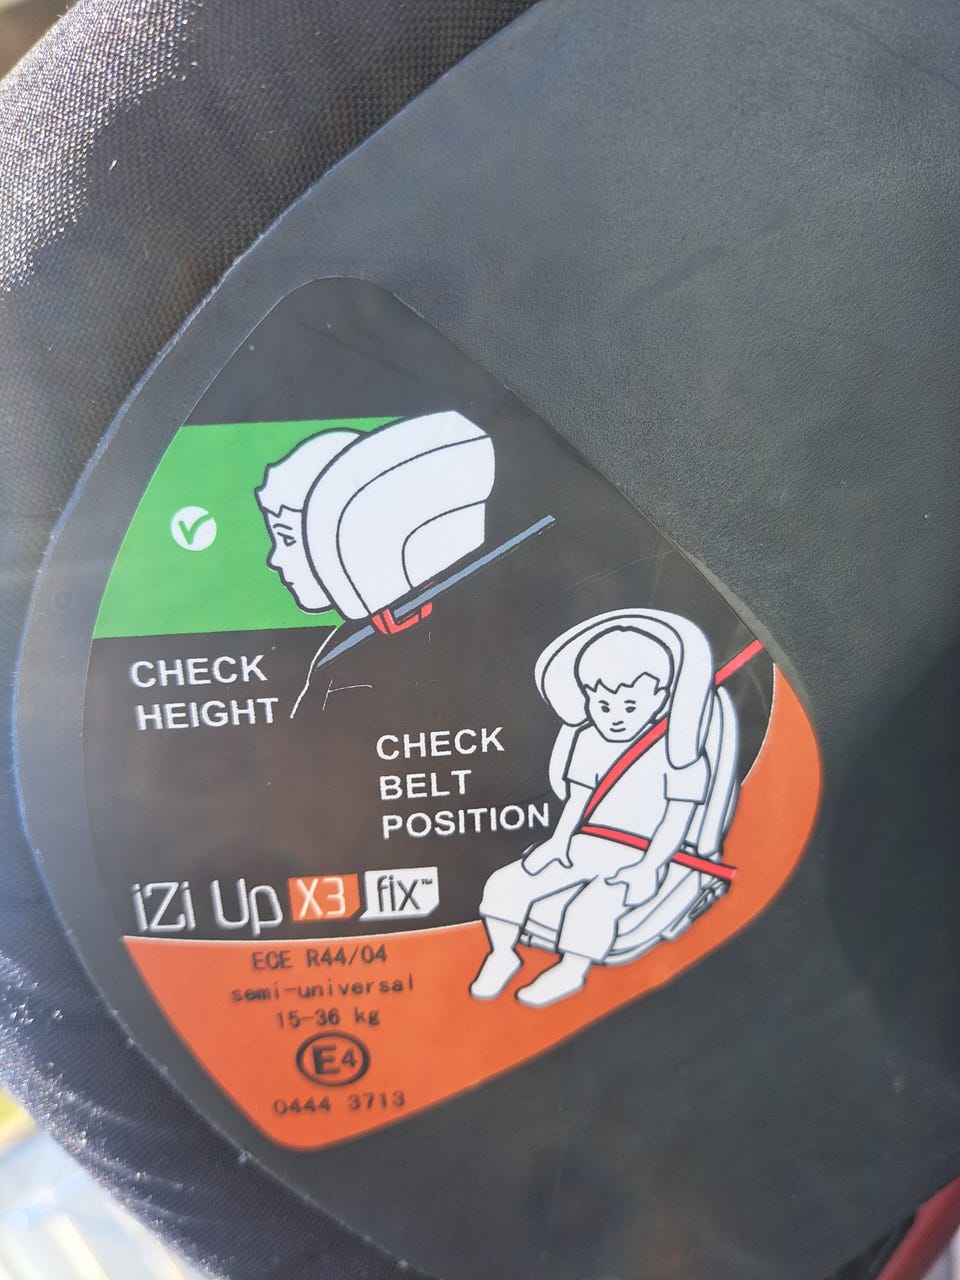 CHECK
HEIGHT
CHECK
BELT
POSITION
iZi Up X3 fix™
ECE R44/04
semi-universal
15-36 kg
E4
0444 3713